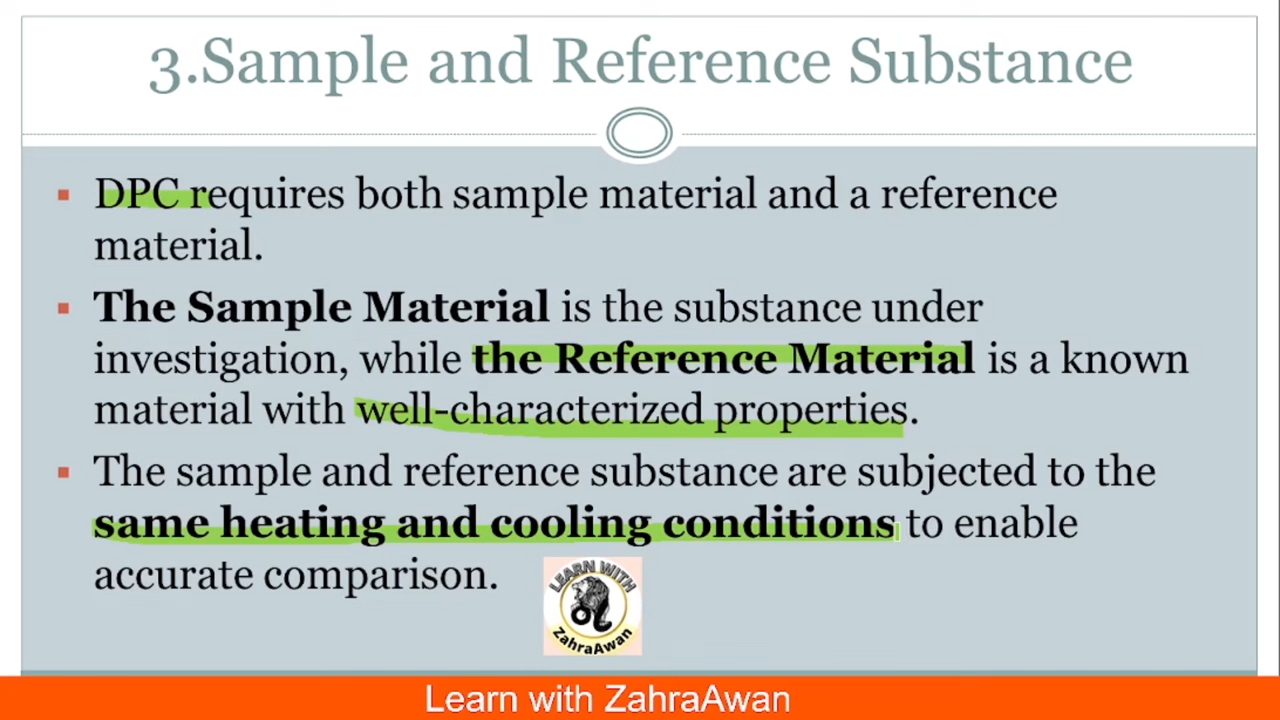 3.Sample and Reference Substance
▪ DPC requires both sample material and a reference
material.
▪ The Sample Material is the substance under
investigation, while the Reference Material is a known
material with well-characterized properties.
▪ The sample and reference substance are subjected to the
same heating and cooling conditions to enable
accurate comparison.
LEARN WITH
ZahraAwan
Learn with ZahraAwan